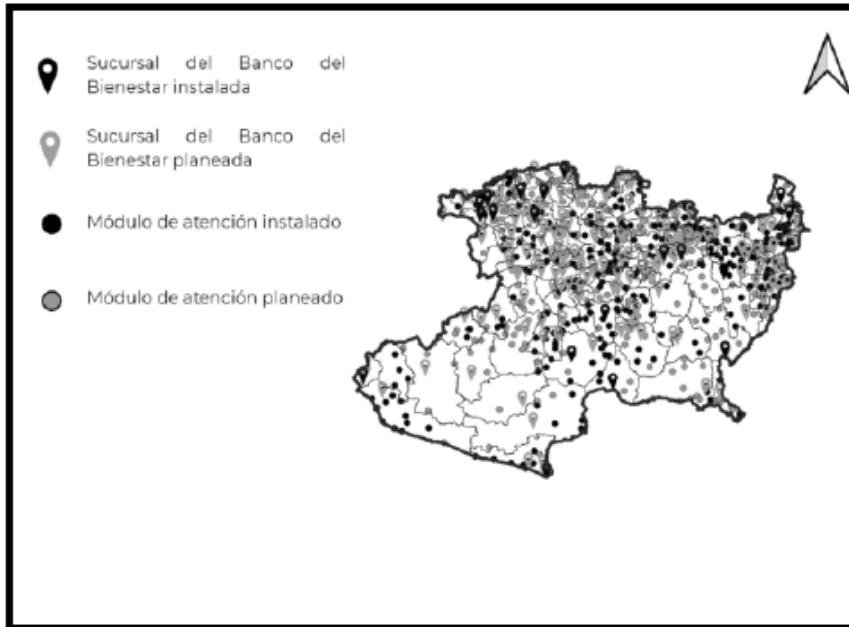 Sucursal del Banco del
Bienestar instalada
Sucursal del Banco del
Bienestar planeada
Módulo de atención instalado
Módulo de atención planeado